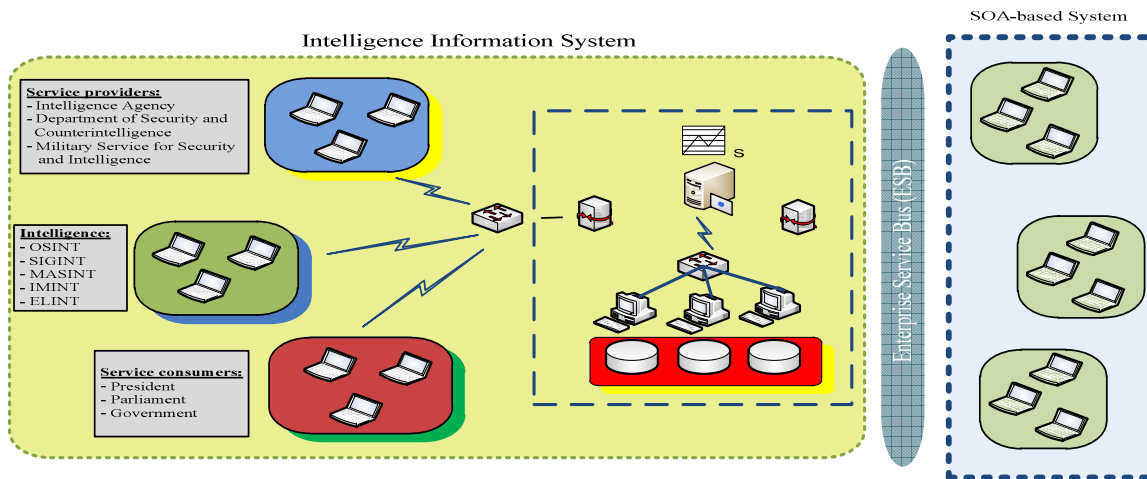 SOA-based System
Intelligence Information System
Service providers:
- Intelligence Agency
- Department of Security and
Counterintelligence
- Military Service for Security
and Intelligence
S
Intelligence:
- OSINT
- SIGINT
- MASINT
- IMINT
- ELINT
Service consumers:
- President
- Parliament
- Government
Enterprise Service Bus (ESB)